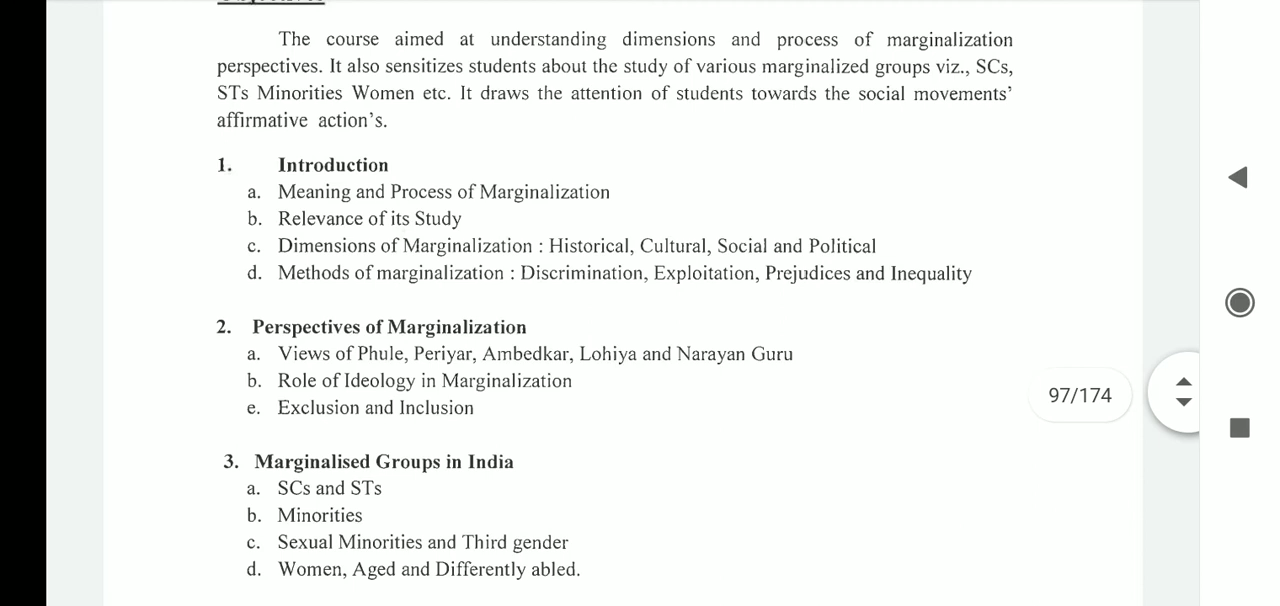 The course aimed at understanding dimensions and process of marginalization
perspectives. It also sensitizes students about the study of various marginalized groups viz., SCs,
STs Minorities Women etc. It draws the attention of students towards the social movements’
affirmative action’s.
1. Introduction
a. Meaning and Process of Marginalization
b. Relevance of its Study
c. Dimensions of Marginalization : Historical, Cultural, Social and Political
d. Methods of marginalization : Discrimination, Exploitation, Prejudices and Inequality
2. Perspectives of Marginalization
a. Views of Phule, Periyar, Ambedkar, Lohiya and Narayan Guru
b. Role of Ideology in Marginalization
e. Exclusion and Inclusion
97/174
3. Marginalised Groups in India
a. SCs and STs
b. Minorities
c. Sexual Minorities and Third gender
d. Women, Aged and Differently abled.